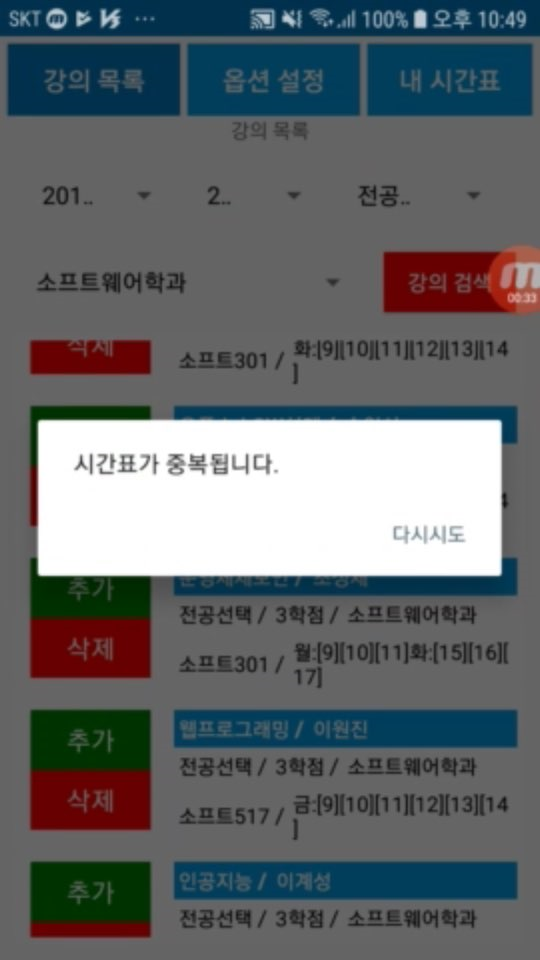 SKT ... 100% 오후 10:49
강의 목록 옵션 설정 내 시간표
강의 목록
201.. 2.. 전공..
소프트웨어학과 강의 검색
00:33
삭제 소프트301 / 화:[9][10][11][12][13][14
]
시간표가 중복됩니다.
다시시도
추가
전공선택 / 3학점 / 소프트웨어학과
삭제 소프트301 / 월:[9][10][11]화:[15][16][
17]
추가 웹프로그래밍 / 이원진
전공선택 / 3학점 / 소프트웨어학과
삭제 소프트517 / 금:[9][10][11][12][13][14
]
추가 인공지능 / 이계성
전공선택 / 3학점 / 소프트웨어학과